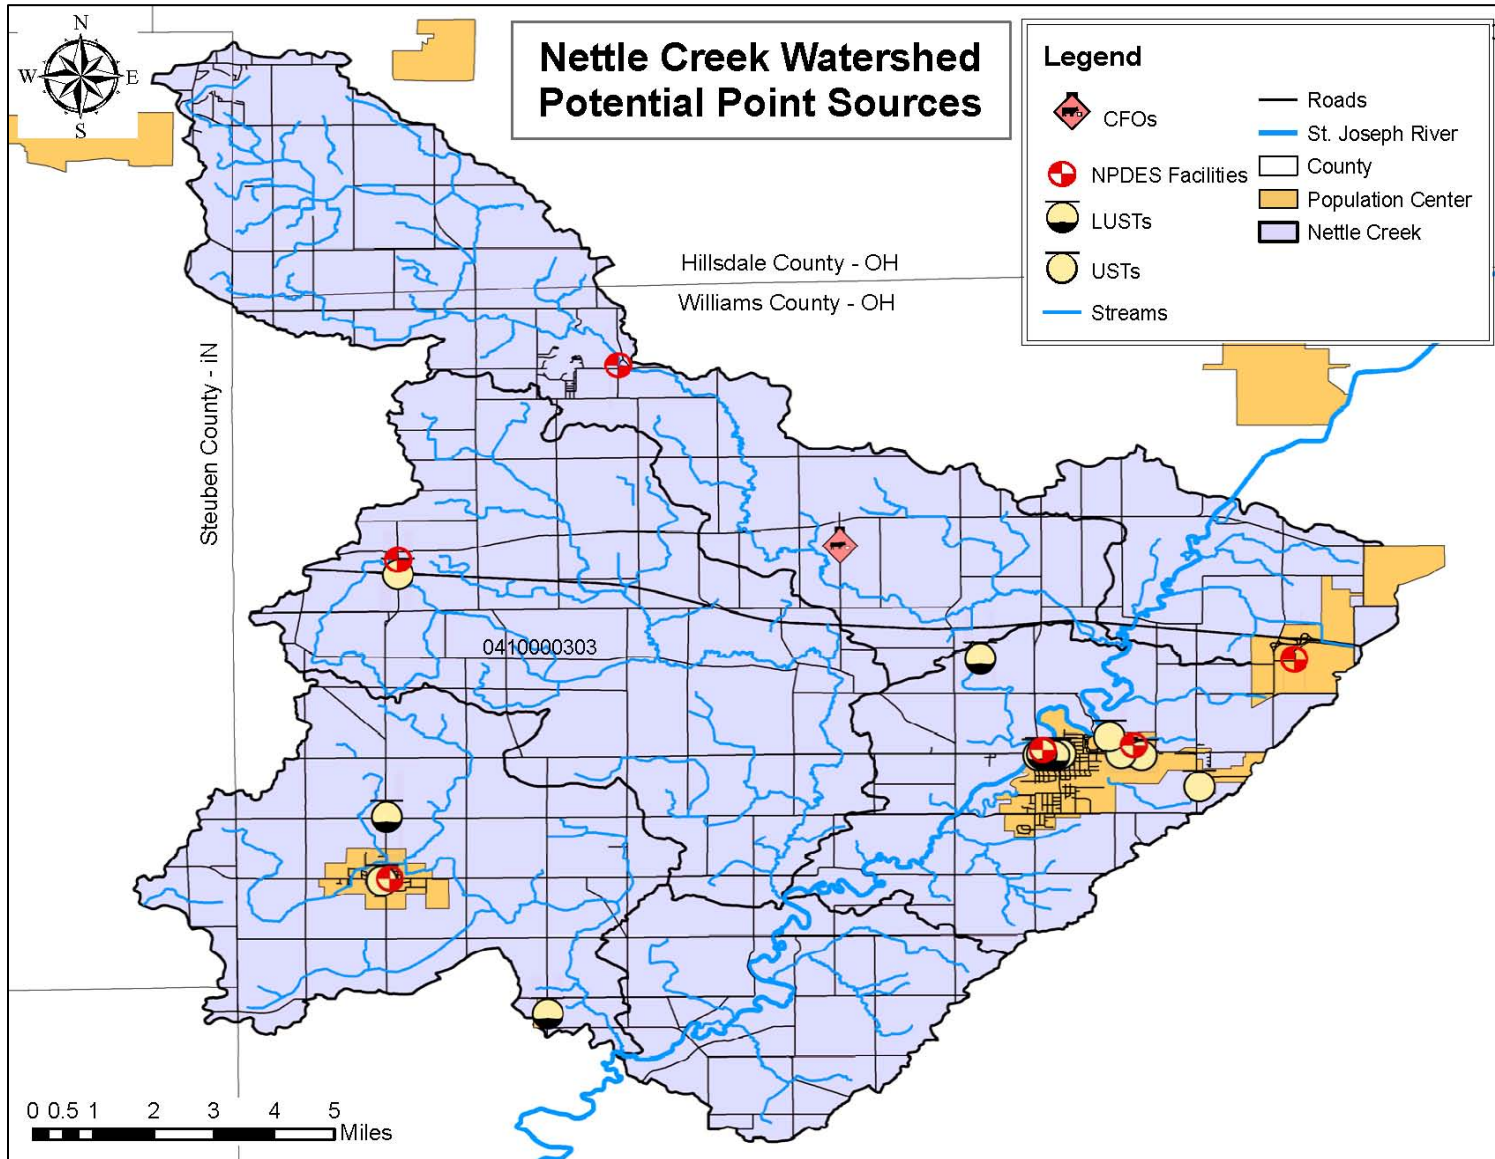 N
W E
S
Nettle Creek Watershed
Potential Point Sources
Legend
CFOs
NPDES Facilities
LUSTs
USTs
Streams
Roads
St. Joseph River
County
Population Center
Nettle Creek
Hillsdale County - OH
Williams County - OH
Steuben County - iN
0410000303
0 0.5 1 2 3 4 5
Miles